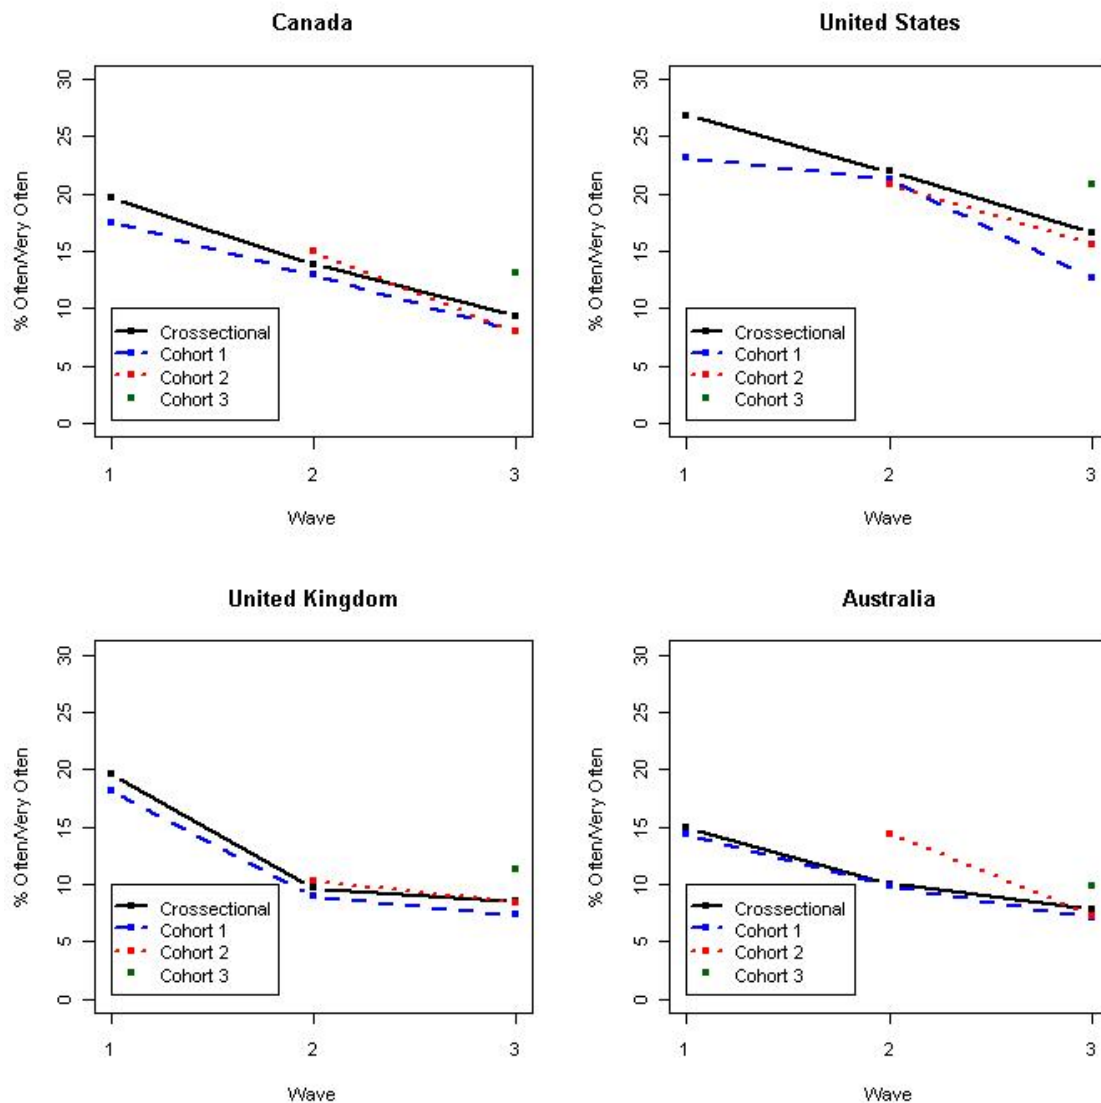 Canada
% Often/Very Often
30
25
20
15
10
5
0
Crossectional
Cohort 1
Cohort 2
Cohort 3
1 2 3
Wave
United States
% Often/Very Often
30
25
20
15
10
5
0
Crossectional
Cohort 1
Cohort 2
Cohort 3
1 2 3
Wave
United Kingdom
% Often/Very Often
30
25
20
15
10
5
0
Crossectional
Cohort 1
Cohort 2
Cohort 3
1 2 3
Wave
Australia
% Often/Very Often
30
25
20
15
10
5
0
Crossectional
Cohort 1
Cohort 2
Cohort 3
1 2 3
Wave